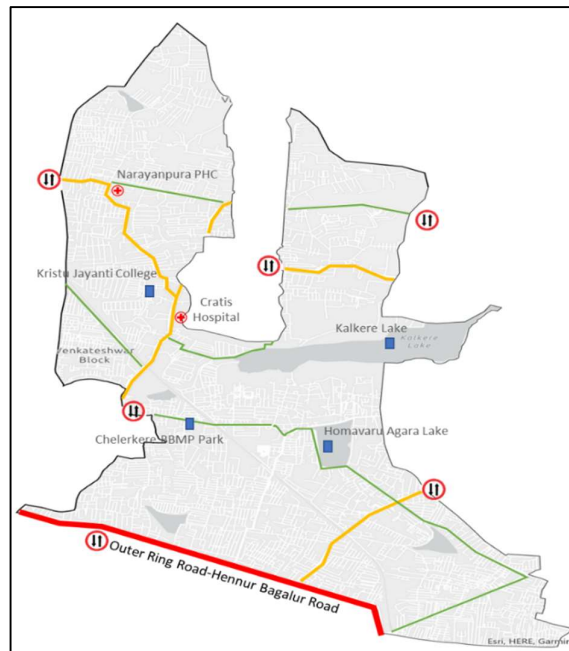 Narayanpura PHC
Kristu Jayanti College
Cratis
Hospital
Kalkere Lake
Kalkere
Lake
Venkateshwar
Block
Chelerkere BBMP Park
Homavaru Agara Lake
Outer Ring Road-Hennur Bagalur Road
Esri, HERE, Garmin